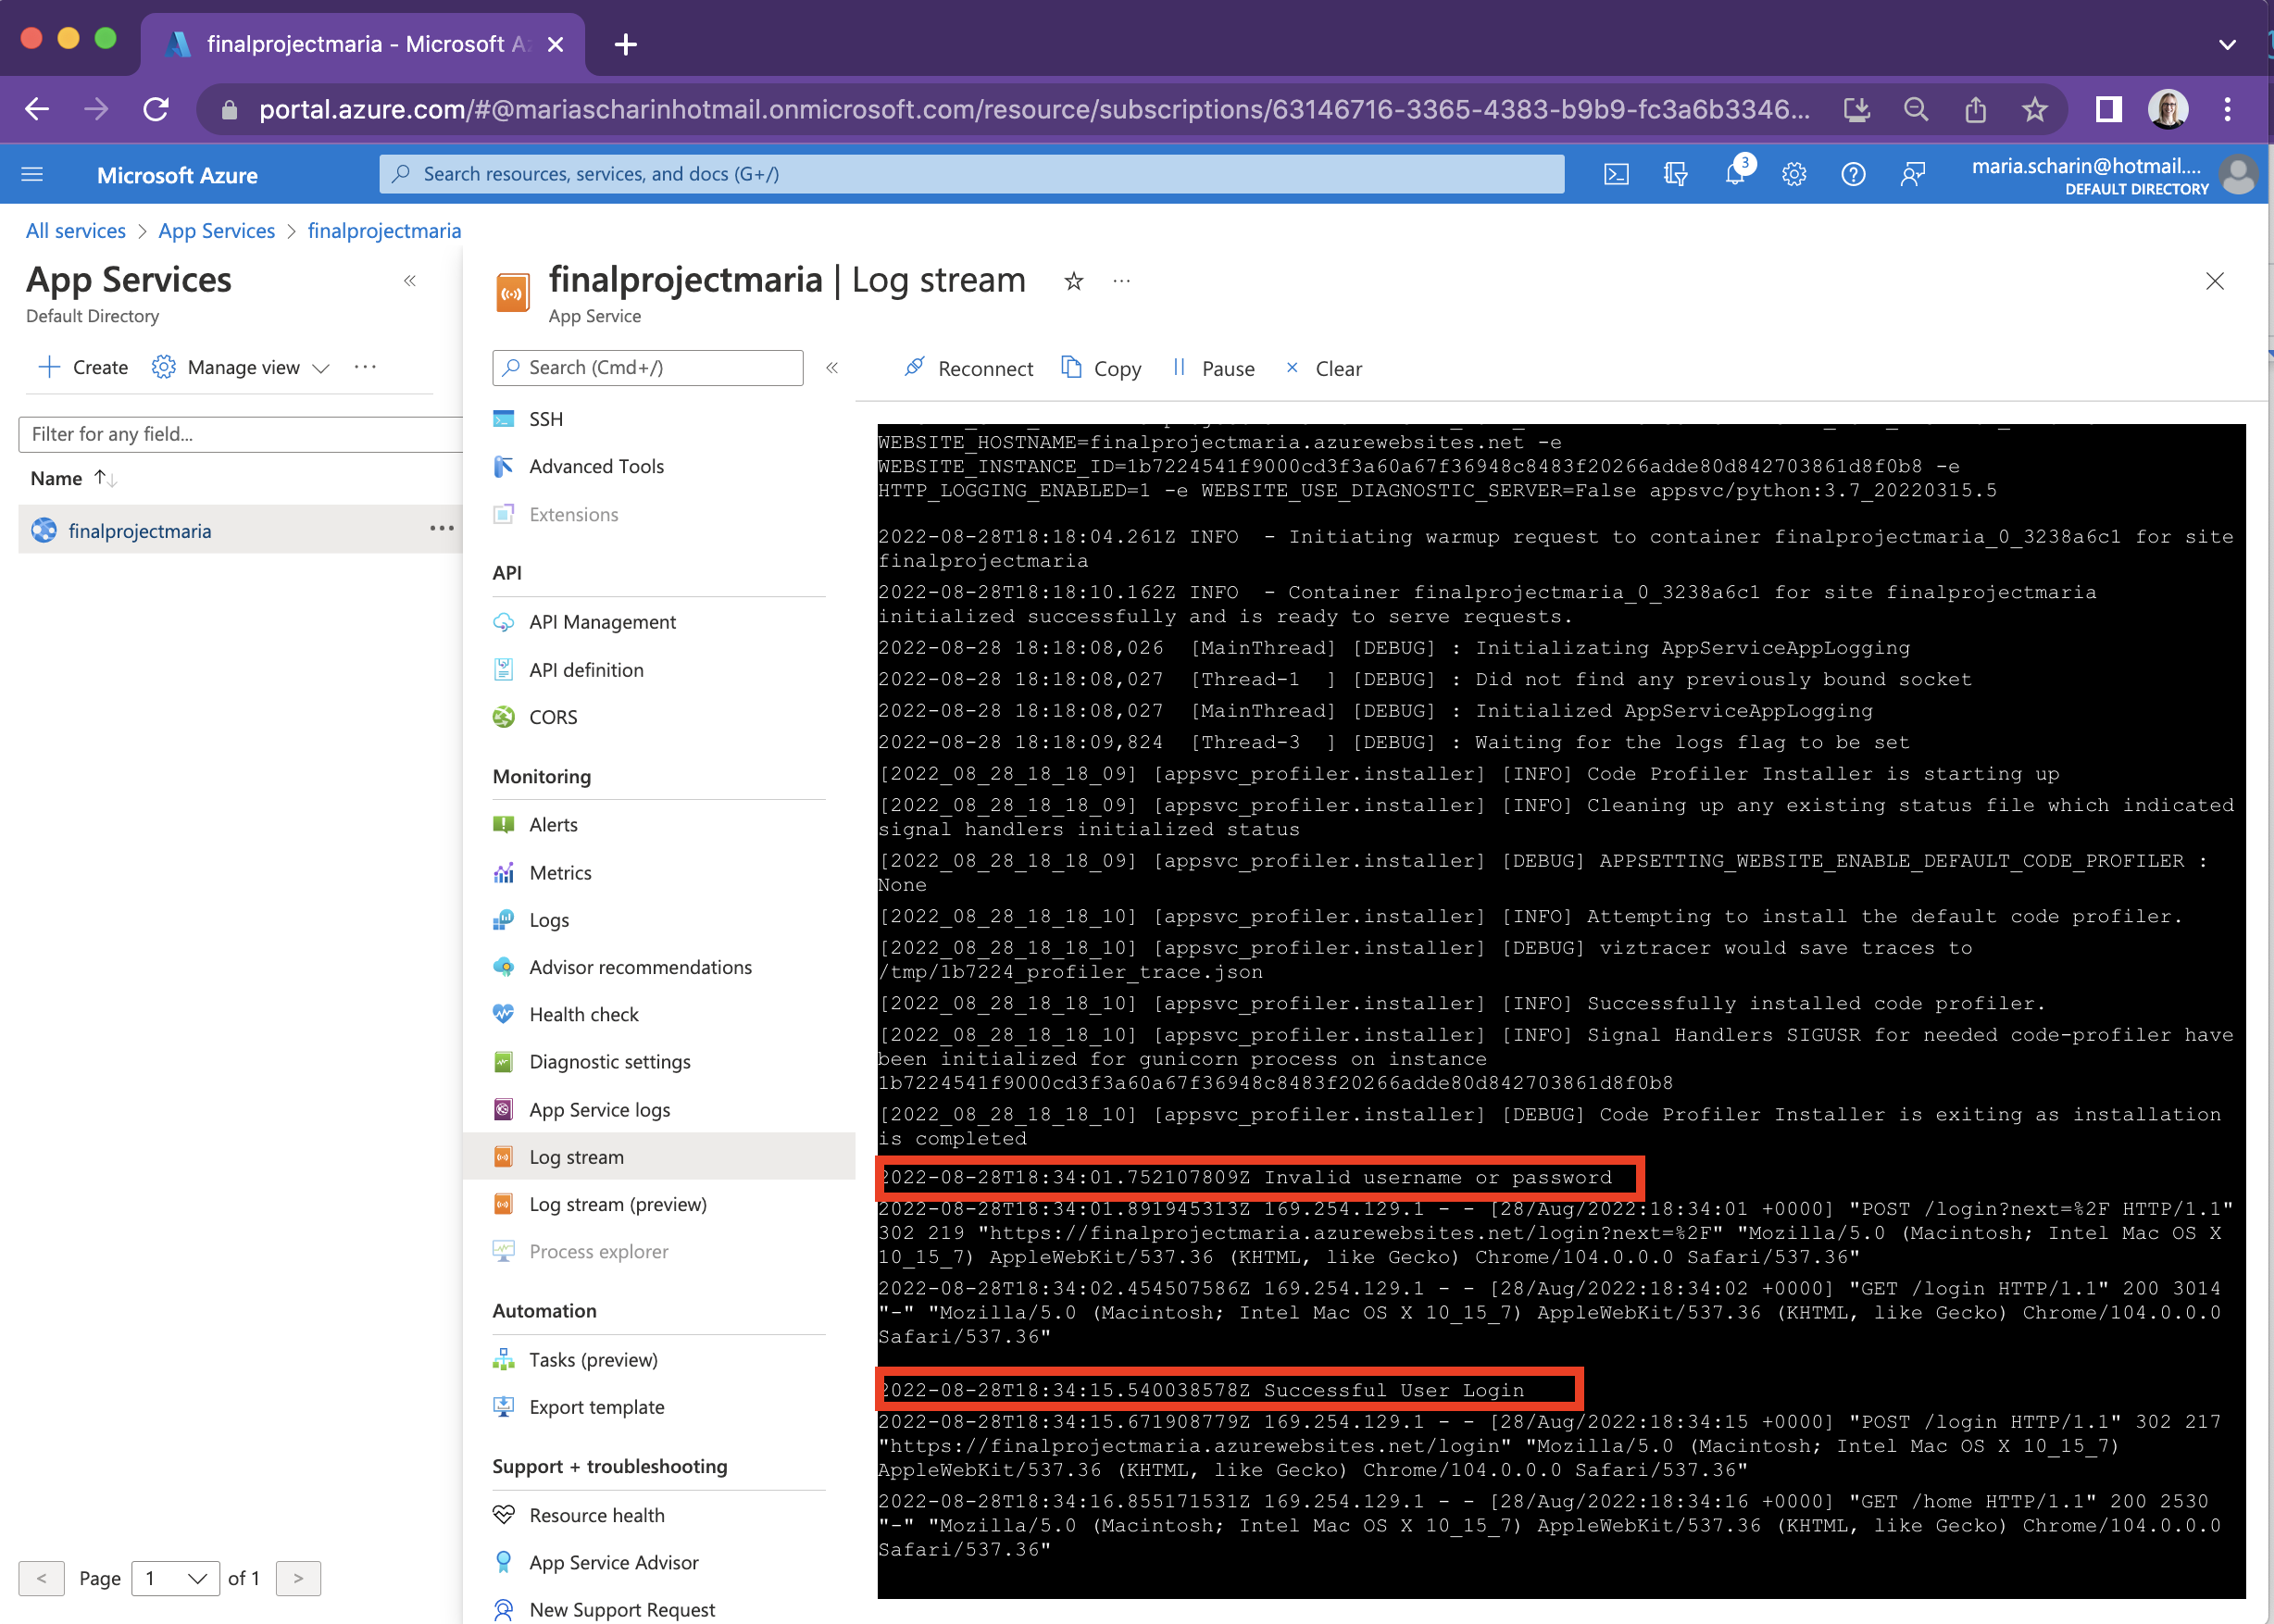 finalprojectmaria - Microsoft Az
portal.azure.com/#@mariascharinhotmail.onmicrosoft.com/resource/subscriptions/63146716-3365-4383-b9b9-fc3a6b3346...
Microsoft Azure
Search resources, services, and docs (G+/)
3
maria.scharin@hotmail....
DEFAULT DIRECTORY
All services > App Services > finalprojectmaria
App Services
Default Directory
Create
Manage view
Filter for any field...
Name
finalprojectmaria
< Page 1 of 1 >
finalprojectmaria | Log stream
App Service
Search (Cmd+/)
SSH
Advanced Tools
Extensions
API
API Management
API definition
CORS
Monitoring
Alerts
Metrics
Logs
Advisor recommendations
Health check
Diagnostic settings
App Service logs
Log stream
Log stream (preview)
Process explorer
Automation
Tasks (preview)
Export template
Support + troubleshooting
Resource health
App Service Advisor
New Support Request
Reconnect
Copy
Pause
Clear
WEBSITE_HOSTNAME=finalprojectmaria.azurewebsites.net -e
WEBSITE_INSTANCE_ID=1b7224541f9000cd3f3a60a67f36948c8483f20266adde80d842703861d8f0b8 -e
HTTP_LOGGING_ENABLED=1 -e WEBSITE_USE_DIAGNOSTIC_SERVER=False appsvc/python:3.7_20220315.5
2022-08-28T18:18:04.261Z INFO  - Initiating warmup request to container finalprojectmaria_0_3238a6c1 for site
finalprojectmaria
2022-08-28T18:18:10.162Z INFO  - Container finalprojectmaria_0_3238a6c1 for site finalprojectmaria
initialized successfully and is ready to serve requests.
2022-08-28 18:18:08,026  [MainThread] [DEBUG] : Initializating AppServiceAppLogging
2022-08-28 18:18:08,027  [Thread-1  ] [DEBUG] : Did not find any previously bound socket
2022-08-28 18:18:08,027  [MainThread] [DEBUG] : Initialized AppServiceAppLogging
2022-08-28 18:18:09,824  [Thread-3  ] [DEBUG] : Waiting for the logs flag to be set
[2022_08_28_18_18_09] [appsvc_profiler.installer] [INFO] Code Profiler Installer is starting up
[2022_08_28_18_18_09] [appsvc_profiler.installer] [INFO] Cleaning up any existing status file which indicated
signal handlers initialized status
[2022_08_28_18_18_09] [appsvc_profiler.installer] [DEBUG] APPSETTING_WEBSITE_ENABLE_DEFAULT_CODE_PROFILER :
None
[2022_08_28_18_18_10] [appsvc_profiler.installer] [INFO] Attempting to install the default code profiler.
[2022_08_28_18_18_10] [appsvc_profiler.installer] [DEBUG] viztracer would save traces to
/tmp/1b7224_profiler_trace.json
[2022_08_28_18_18_10] [appsvc_profiler.installer] [INFO] Successfully installed code profiler.
[2022_08_28_18_18_10] [appsvc_profiler.installer] [INFO] Signal Handlers SIGUSR for needed code-profiler have
been initialized for gunicorn process on instance
1b7224541f9000cd3f3a60a67f36948c8483f20266adde80d842703861d8f0b8
[2022_08_28_18_18_10] [appsvc_profiler.installer] [DEBUG] Code Profiler Installer is exiting as installation
is completed
2022-08-28T18:34:01.752107809Z Invalid username or password
2022-08-28T18:34:01.891945313Z 169.254.129.1 - - [28/Aug/2022:18:34:01 +0000] "POST /login?next=%2F HTTP/1.1"
302 219 "https://finalprojectmaria.azurewebsites.net/login?next=%2F" "Mozilla/5.0 (Macintosh; Intel Mac OS X
10_15_7) AppleWebKit/537.36 (KHTML, like Gecko) Chrome/104.0.0.0 Safari/537.36"
2022-08-28T18:34:02.454507586Z 169.254.129.1 - - [28/Aug/2022:18:34:02 +0000] "GET /login HTTP/1.1" 200 3014
"-" "Mozilla/5.0 (Macintosh; Intel Mac OS X 10_15_7) AppleWebKit/537.36 (KHTML, like Gecko) Chrome/104.0.0.0
Safari/537.36"
2022-08-28T18:34:15.540038578Z Successful User Login
2022-08-28T18:34:15.671908779Z 169.254.129.1 - - [28/Aug/2022:18:34:15 +0000] "POST /login HTTP/1.1" 302 217
"https://finalprojectmaria.azurewebsites.net/login" "Mozilla/5.0 (Macintosh; Intel Mac OS X 10_15_7)
AppleWebKit/537.36 (KHTML, like Gecko) Chrome/104.0.0.0 Safari/537.36"
2022-08-28T18:34:16.855171531Z 169.254.129.1 - - [28/Aug/2022:18:34:16 +0000] "GET /home HTTP/1.1" 200 2530
"-" "Mozilla/5.0 (Macintosh; Intel Mac OS X 10_15_7) AppleWebKit/537.36 (KHTML, like Gecko) Chrome/104.0.0.0
Safari/537.36"